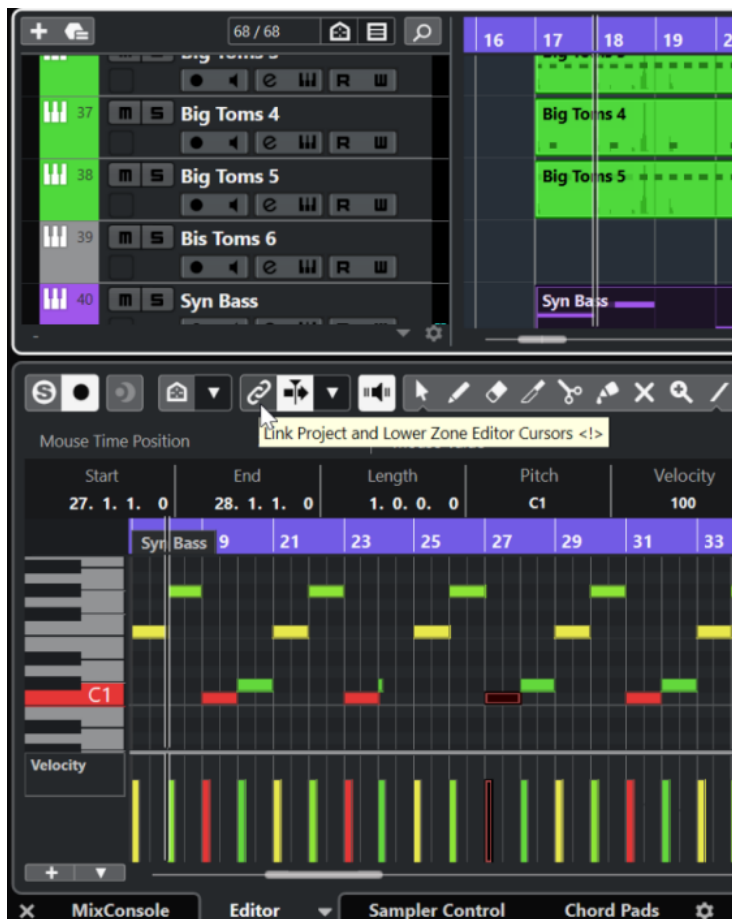 68 / 68
16 17 18 19 2
37 m S Big Toms 4 Big Toms 4
e R W
38 m S Big Toms 5 Big Toms 5
e R W
39 m S Bis Toms 6
e R W
40 m S Syn Bass Syn Bass
S
Mouse Time Position
Link Project and Lower Zone Editor Cursors <!>
Start End Length Pitch Velocity
27. 1. 1. 0 28. 1. 1. 0 1. 0. 0. 0 C1 100
Syn Bass 9 21 23 25 27 29 31 33
C1
Velocity
MixConsole Editor Sampler Control Chord Pads